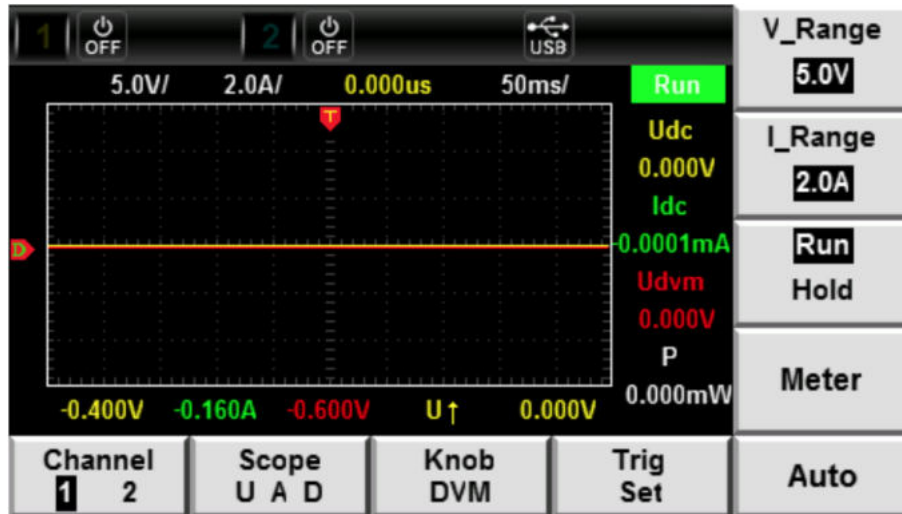 1 OFF 2 OFF USB
5.0V/ 2.0A/ 0.000us 50ms/ Run
T
Udc
0.000V
Idc
D -0.0001mA
Udvm
0.000V
P
0.000mW
-0.400V -0.160A -0.600V U↑ 0.000V
V_Range
5.0V
I_Range
2.0A
Run
Hold
Meter
Auto
Channel
1 2
Scope
U A D
Knob
DVM
Trig
Set